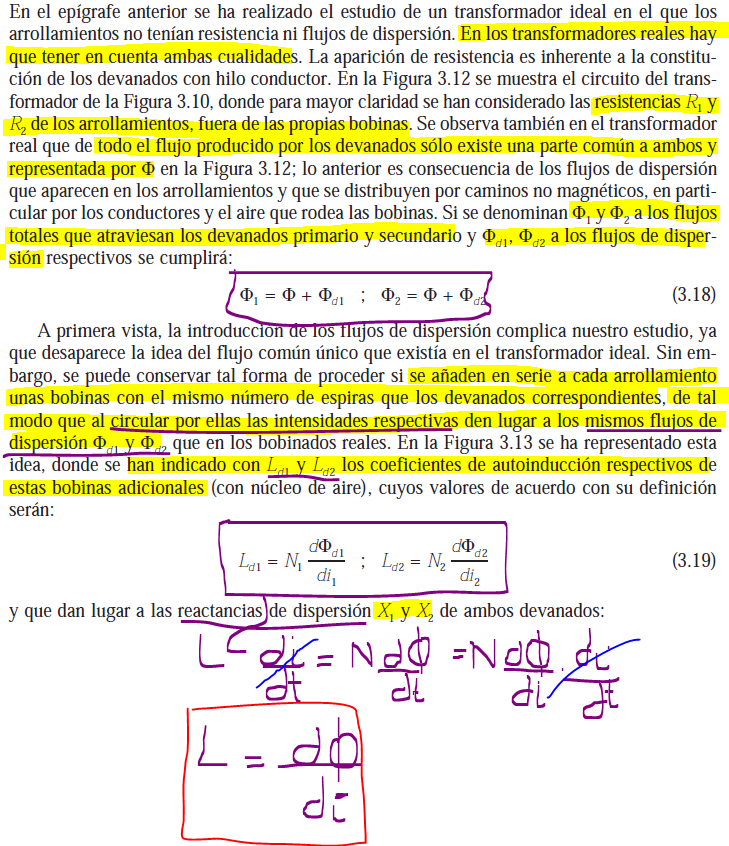 En el epígrafe anterior se ha realizado el estudio de un transformador ideal en el que los
arrollamientos no tenían resistencia ni flujos de dispersión. En los transformadores reales hay
que tener en cuenta ambas cualidades. La aparición de resistencia es inherente a la constitu-
ción de los devanados con hilo conductor. En la Figura 3.12 se muestra el circuito del trans-
formador de la Figura 3.10, donde para mayor claridad se han considerado las resistencias R₁ y
R₂ de los arrollamientos, fuera de las propias bobinas. Se observa también en el transformador
real que de todo el flujo producido por los devanados sólo existe una parte común a ambos y
representada por Φ en la Figura 3.12; lo anterior es consecuencia de los flujos de dispersión
que aparecen en los arrollamientos y que se distribuyen por caminos no magnéticos, en parti-
cular por los conductores y el aire que rodea las bobinas. Si se denominan Φ₁ y Φ₂ a los flujos
totales que atraviesan los devanados primario y secundario y Φd1, Φd2 a los flujos de disper-
sión respectivos se cumplirá:
Φ₁ = Φ + Φd1 ; Φ₂ = Φ + Φd2 (3.18)
A primera vista, la introducción de los flujos de dispersión complica nuestro estudio, ya
que desaparece la idea del flujo común único que existía en el transformador ideal. Sin em-
bargo, se puede conservar tal forma de proceder si se añaden en serie a cada arrollamiento
unas bobinas con el mismo número de espiras que los devanados correspondientes, de tal
modo que al circular por ellas las intensidades respectivas den lugar a los mismos flujos de
dispersión Φd1 y Φd2 que en los bobinados reales. En la Figura 3.13 se ha representado esta
idea, donde se han indicado con Ld1 y Ld2 los coeficientes de autoinducción respectivos de
estas bobinas adicionales (con núcleo de aire), cuyos valores de acuerdo con su definición
serán:
Ld1 = N₁ dΦd1/di₁ ; Ld2 = N₂ dΦd2/di₂ (3.19)
y que dan lugar a las reactancias de dispersión X₁ y X₂ de ambos devanados:
L di/dt = N dΦ/dt = N dΦ/di · di/dt
L = dΦ/di